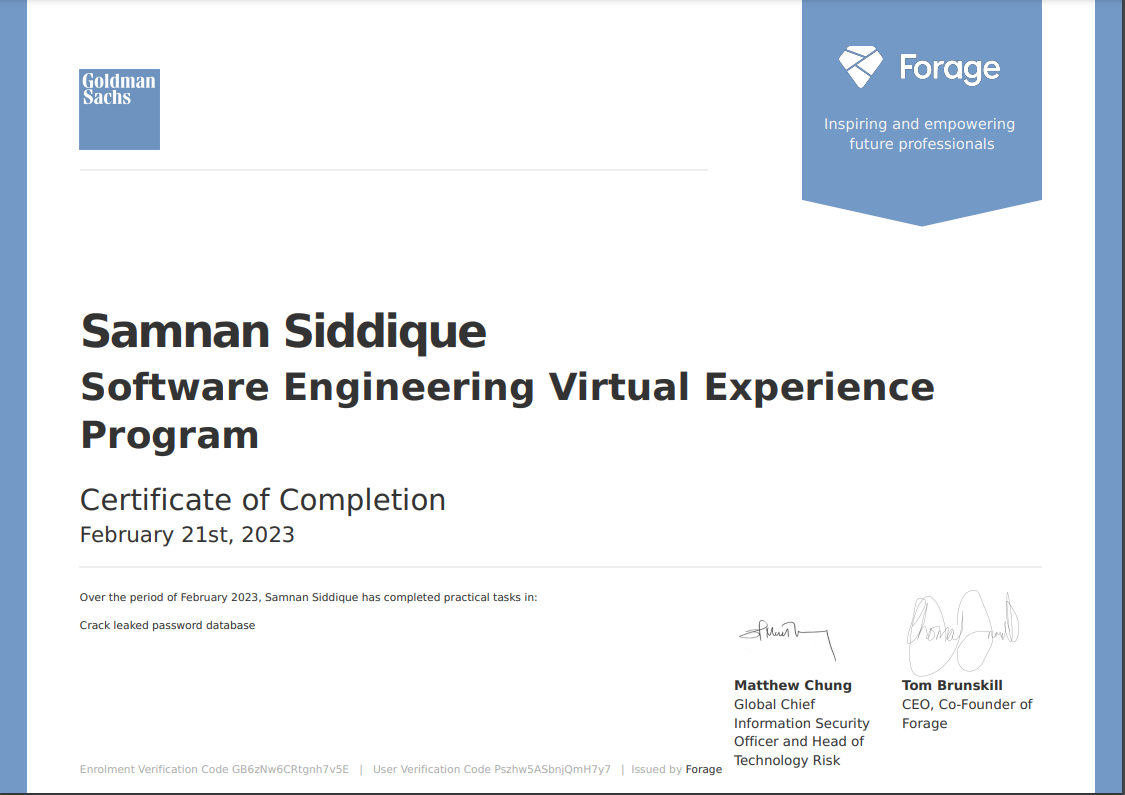 Goldman
Sachs
Forage
Inspiring and empowering
future professionals
Samnan Siddique
Software Engineering Virtual Experience
Program
Certificate of Completion
February 21st, 2023
Over the period of February 2023, Samnan Siddique has completed practical tasks in:
Crack leaked password database
Matthew Chung
Global Chief
Information Security
Officer and Head of
Technology Risk
Tom Brunskill
CEO, Co-Founder of
Forage
Enrolment Verification Code GB6zNw6CRtgnh7v5E | User Verification Code Pszhw5ASbnjQmH7y7 | Issued by Forage